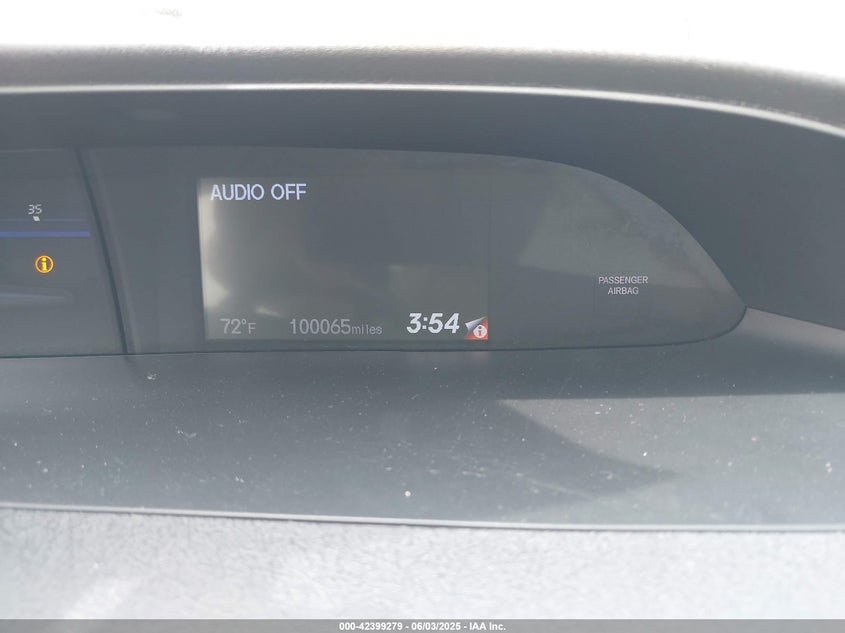 AUDIO OFF
35
PASSENGER
AIRBAG
72°F 100065miles 3:54
000-42399279 - 06/03/2025 - IAA Inc.